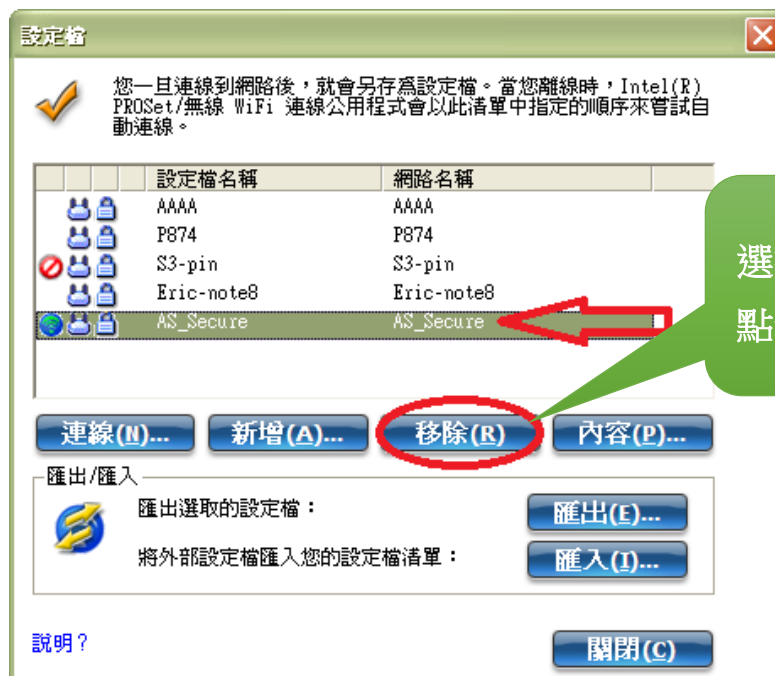 設定檔
您一旦連線到網路後，就會另存為設定檔。當您離線時，Intel(R)
PROSet/無線 WiFi 連線公用程式會以此清單中指定的順序來嘗試自
動連線。
設定檔名稱 網路名稱
AAAA AAAA
P874 P874
S3-pin S3-pin
Eric-note8 Eric-note8
AS_Secure AS_Secure
選
點
連線(N)... 新增(A)... 移除(R) 內容(P)...
匯出/匯入
匯出選取的設定檔： 匯出(E)...
將外部設定檔匯入您的設定檔清單： 匯入(I)...
說明？ 關閉(C)